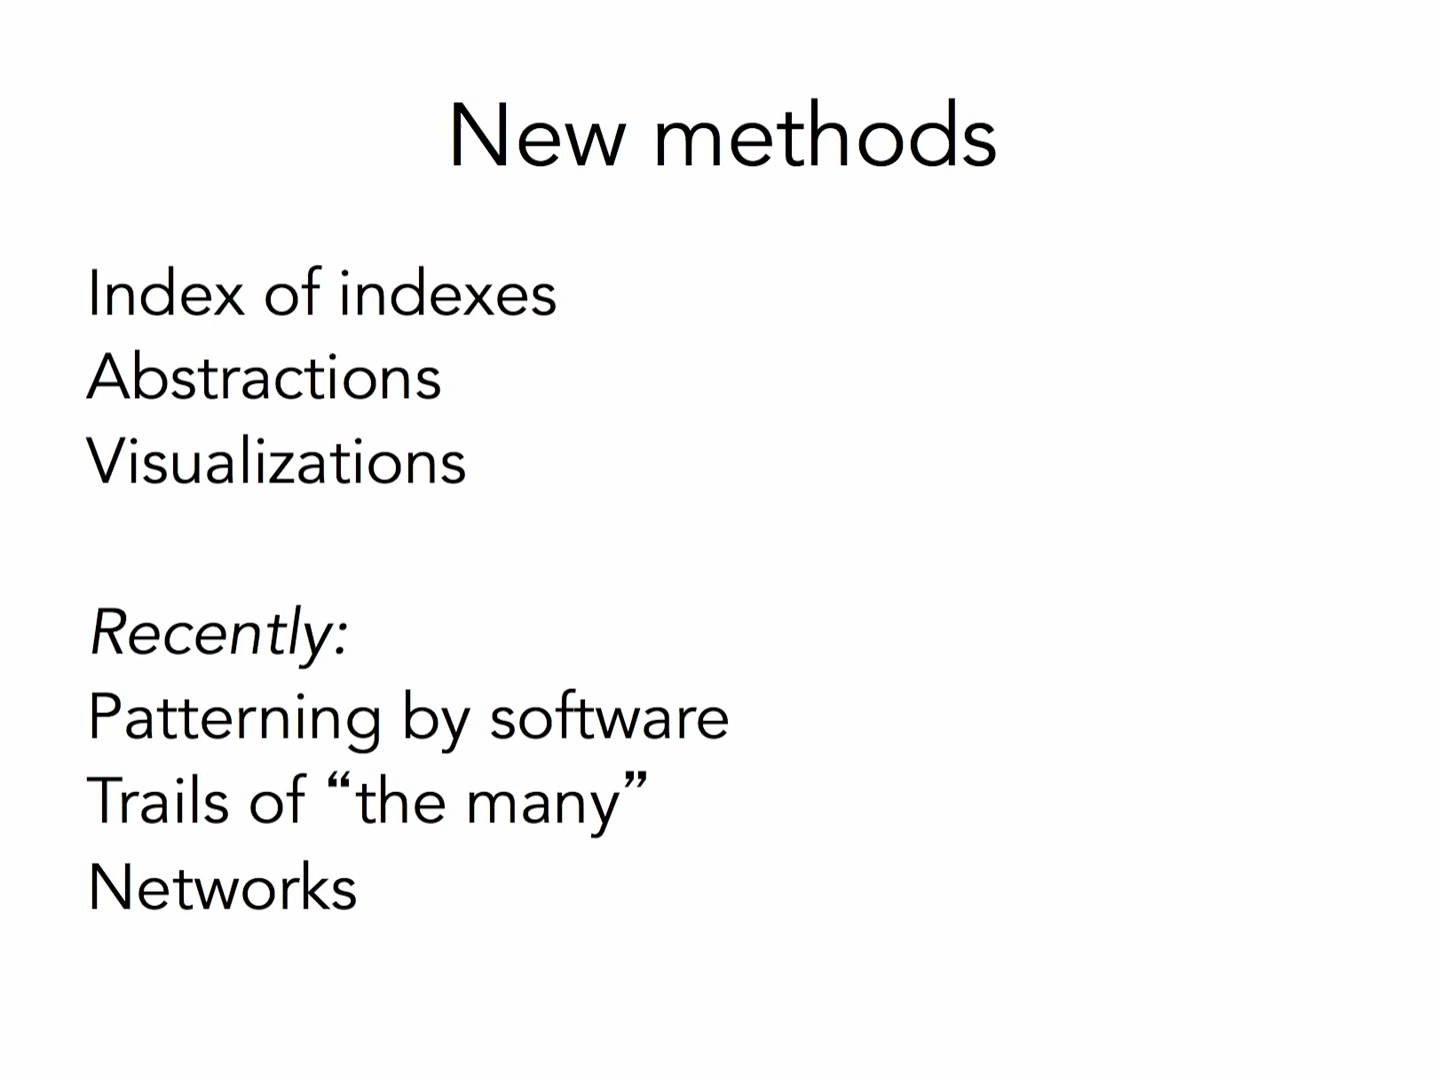 New methods
Index of indexes
Abstractions
Visualizations
Recently:
Patterning by software
Trails of “the many”
Networks